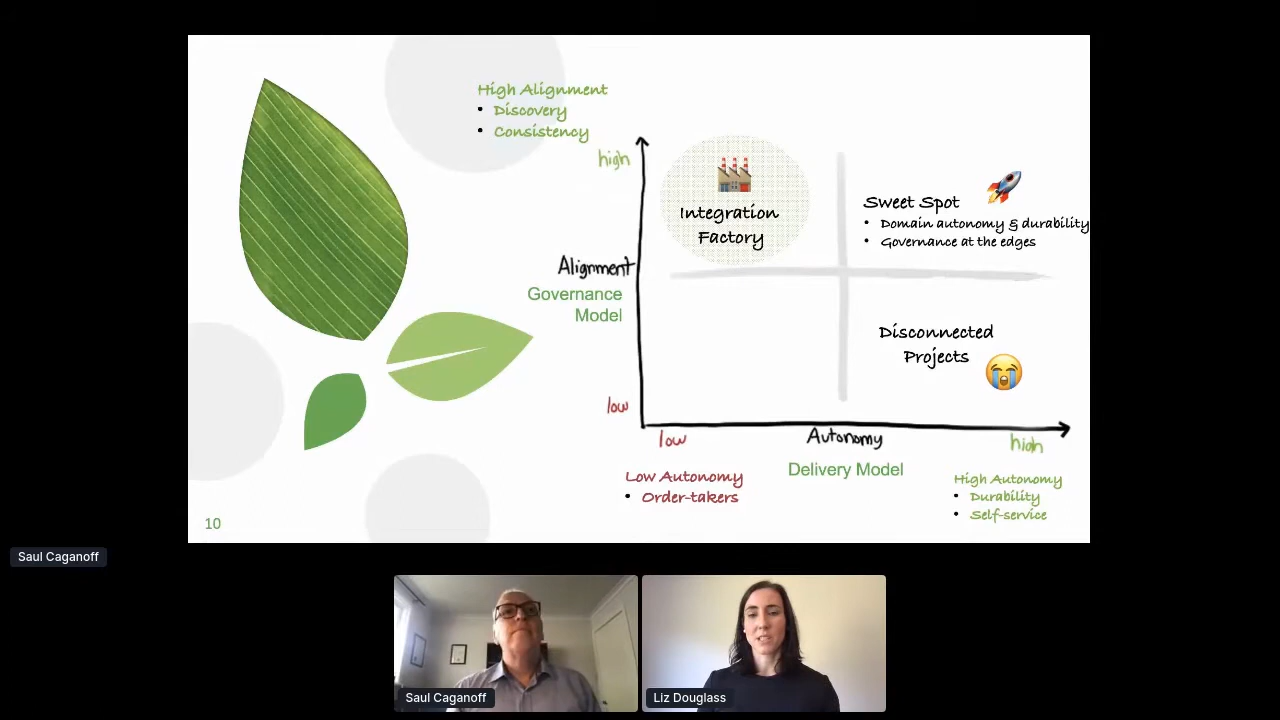 High Alignment
• Discovery
• Consistency
high
Integration
Factory
Sweet Spot
• Domain autonomy & durability
• Governance at the edges
Alignment
Governance
Model
Disconnected
Projects
low
low
Autonomy
high
Delivery Model
Low Autonomy
• Order-takers
High Autonomy
• Durability
• Self-service
10
Saul Caganoff
Saul Caganoff
Liz Douglass